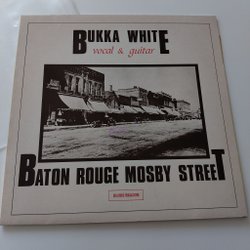 BUKKA WHITE
vocal & guitar
BATON ROUGE MOSBY STREET